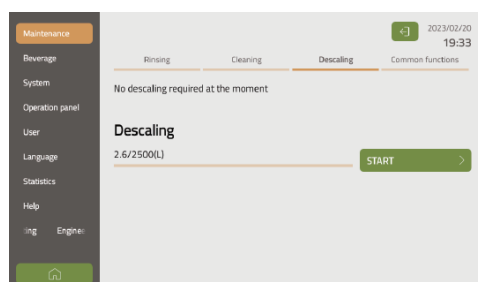 Maintenance
Beverage
System
Operation panel
User
Language
Statistics
Help
2023/02/20
19:33
Rinsing Cleaning Descaling Common functions
No descaling required at the moment
Descaling
2.6/2500(L)
START